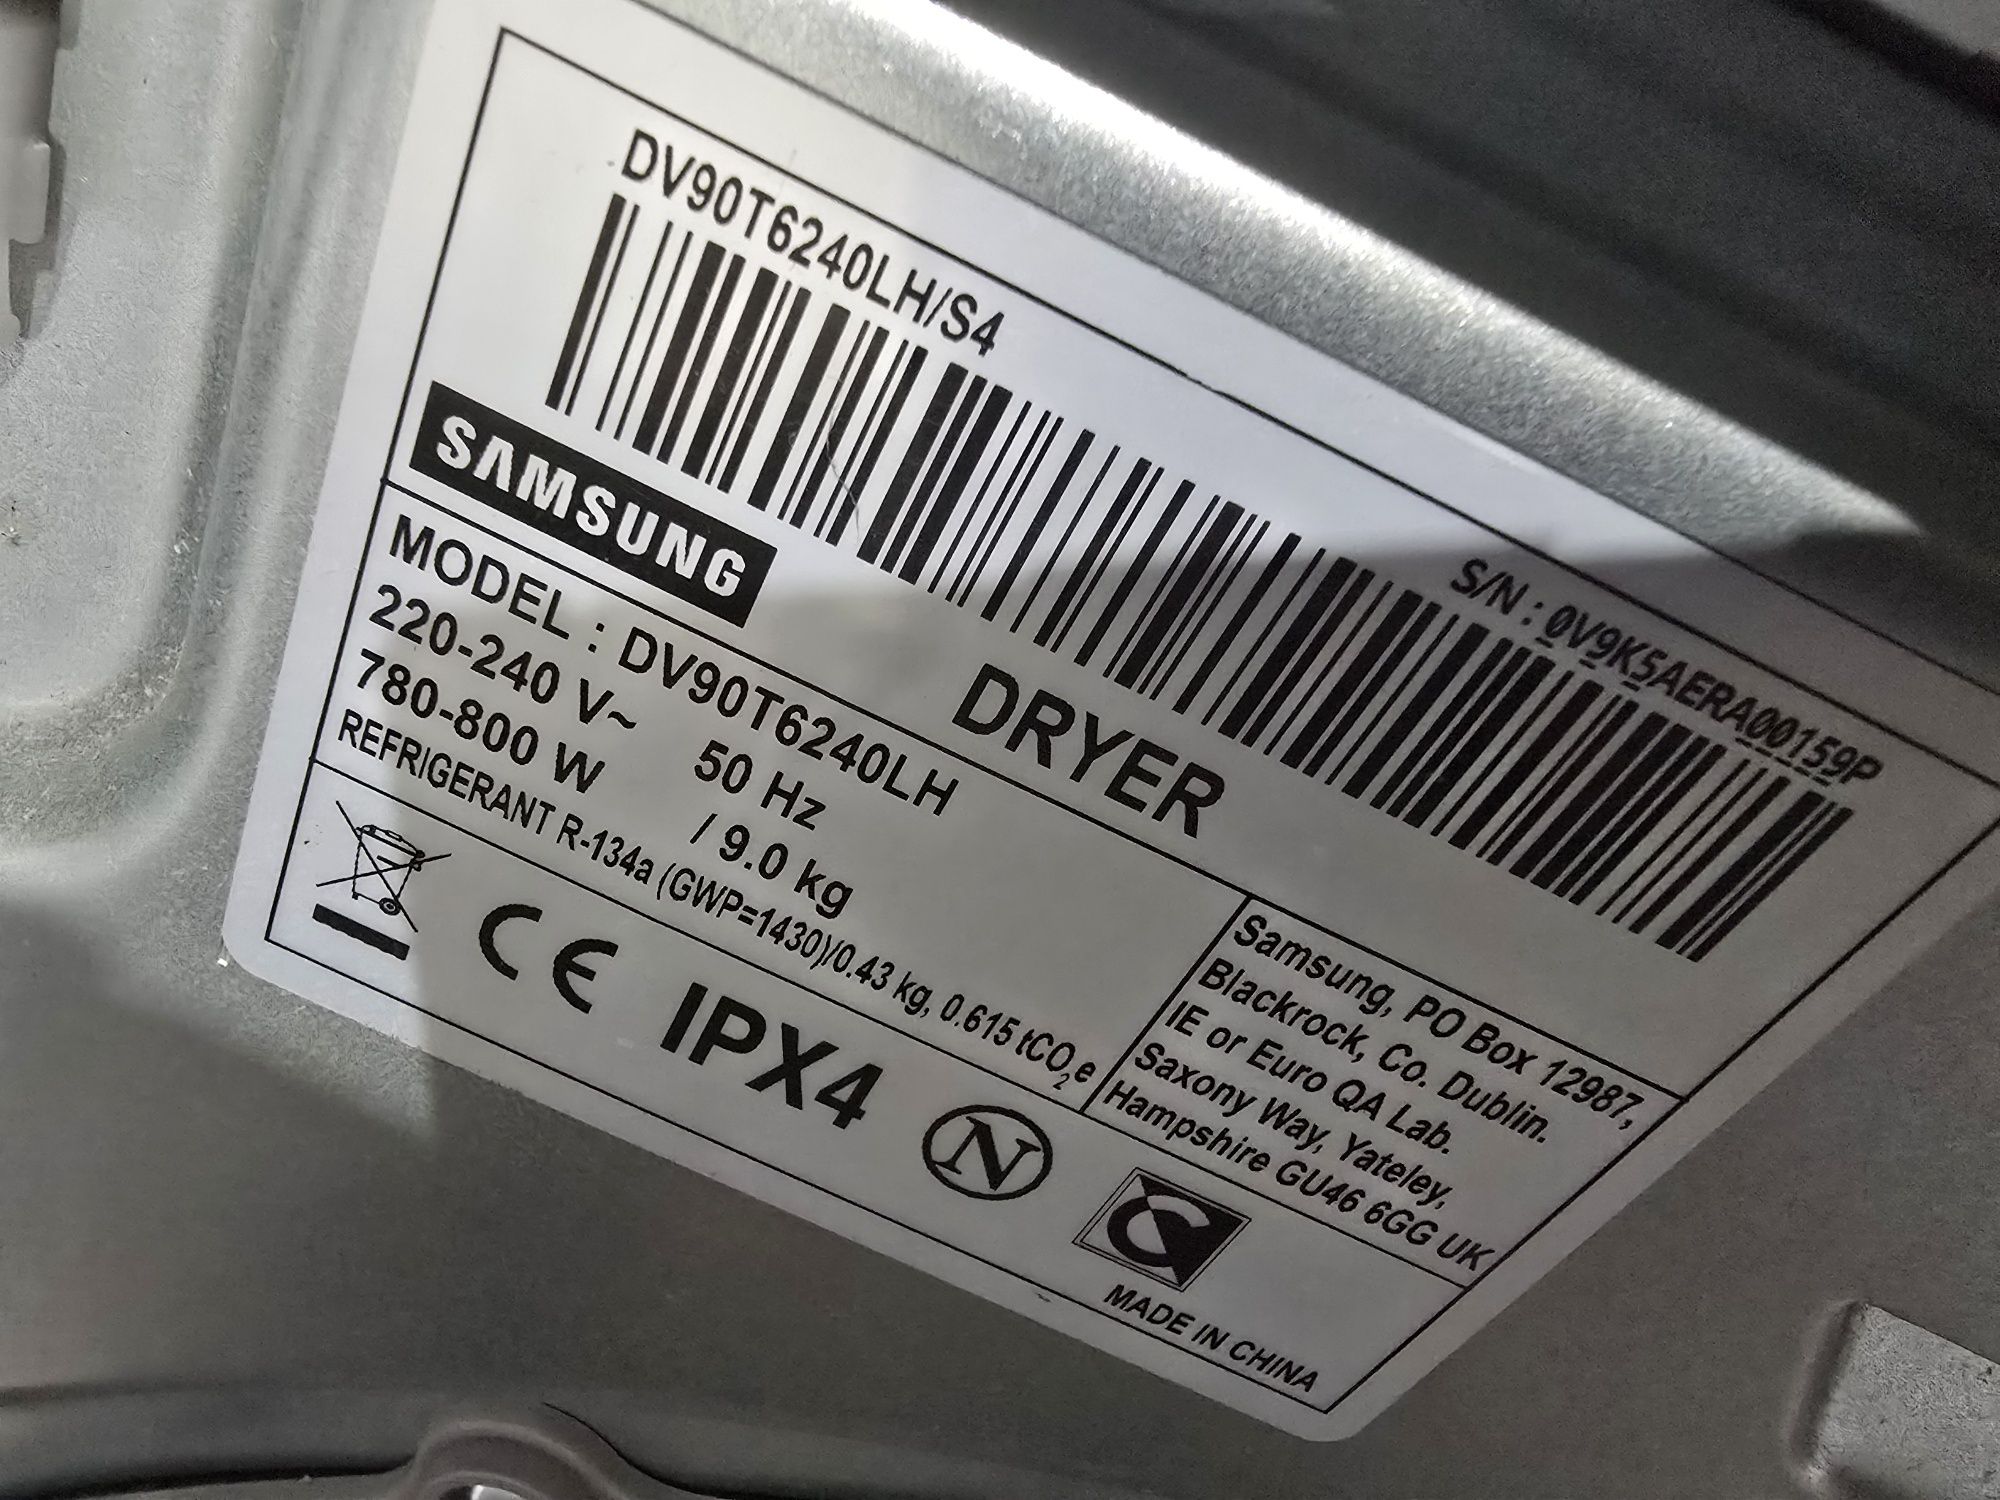 DV90T6240LH/S4
S/N : 0V9K5AERA00159P
SAMSUNG
DRYER
MODEL : DV90T6240LH
220-240 V~ 50 Hz
780-800 W / 9.0 kg
REFRIGERANT R-134a (GWP=1430)/0.43 kg, 0.615 tCO₂e
Samsung, PO Box 12987,
Blackrock, Co. Dublin.
IE or Euro QA Lab.
Saxony Way, Yateley,
Hampshire GU46 6GG UK
CE IPX4 N
MADE IN CHINA